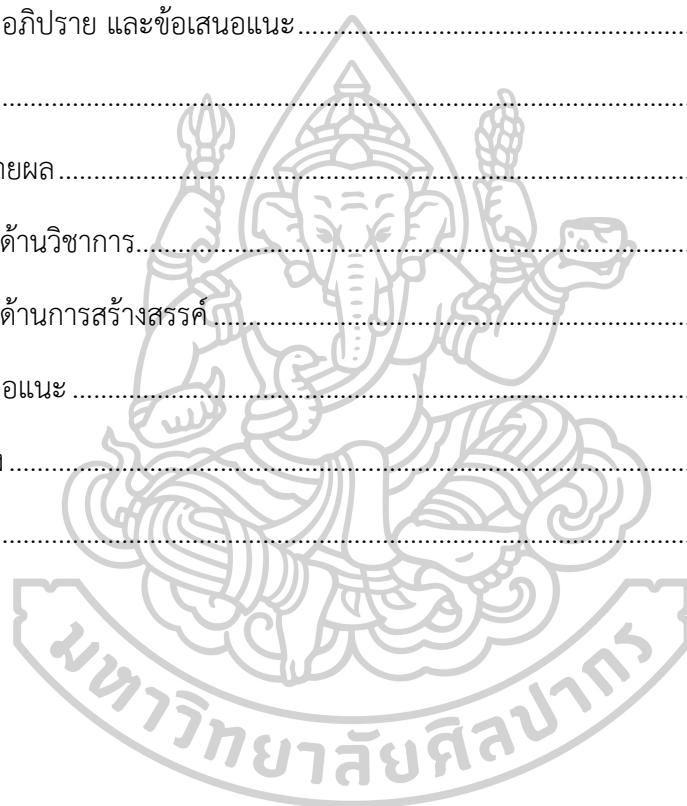 อภิปราย และข้อเสนอแนะ........................................................
....................................................................................................
ายผล..........................................................................................
ด้านวิชาการ..............................................................................
ด้านการสร้างสรรค์..................................................................
อแนะ........................................................................................
....................................................................................................
....................................................................................................
มหาวิทยาลัยศิลปากร